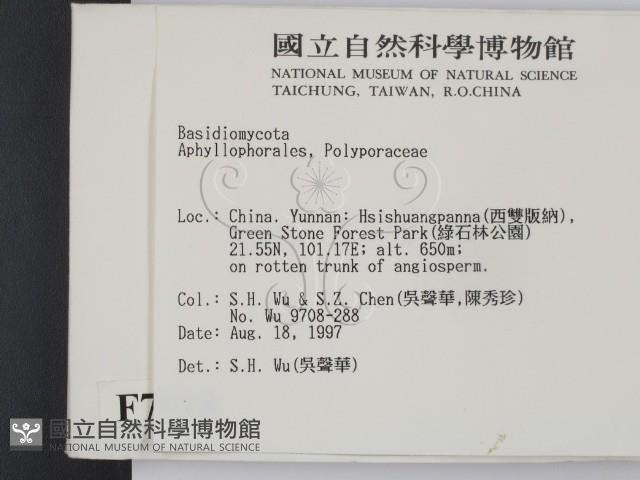 國立自然科學博物館
NATIONAL MUSEUM OF NATURAL SCIENCE
TAICHUNG, TAIWAN, R.O.CHINA
Basidiomycota
Aphyllophorales, Polyporaceae
Loc.: China. Yunnan: Hsishuangpanna(西雙版納),
Green Stone Forest Park(綠石林公園)
21.55N, 101.17E; alt. 650m;
on rotten trunk of angiosperm.
Col.: S.H. Wu & S.Z. Chen(吳聲華,陳秀珍)
No. Wu 9708-288
Date: Aug. 18, 1997
Det.: S.H. Wu(吳聲華)
F7
國立自然科學博物館
NATIONAL MUSEUM OF NATURAL SCIENCE